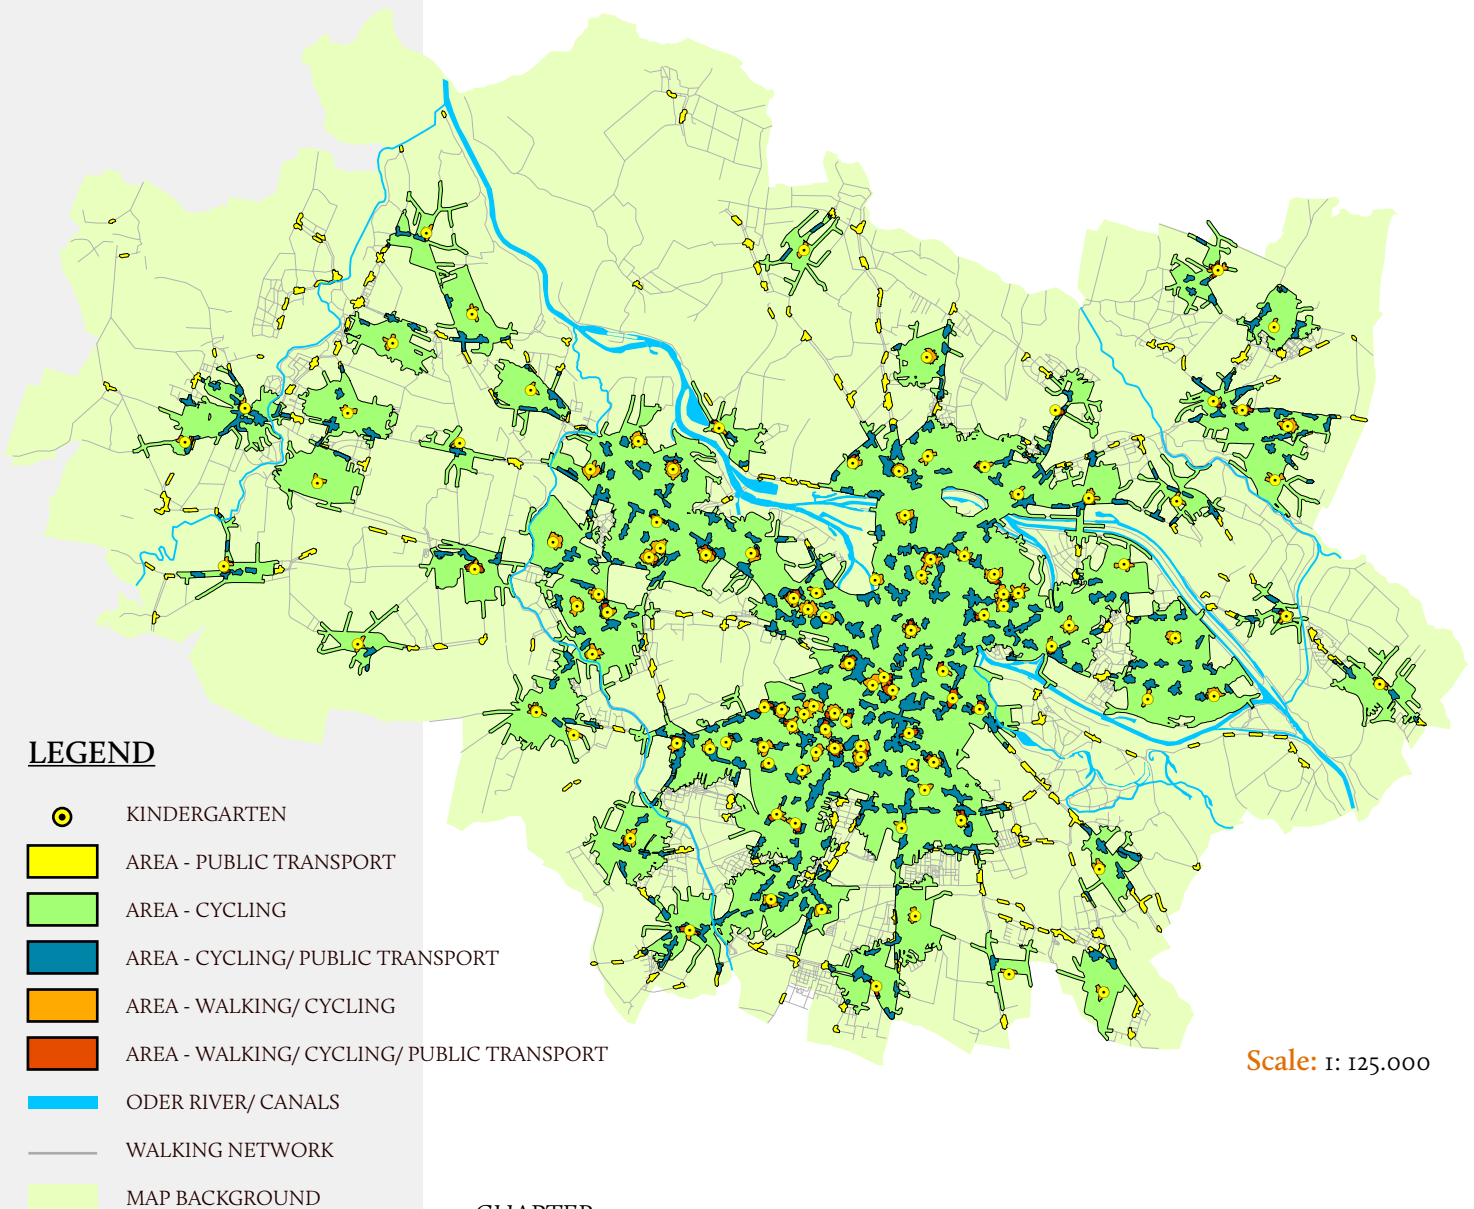 LEGEND
KINDERGARTEN
AREA - PUBLIC TRANSPORT
AREA - CYCLING
AREA - CYCLING/ PUBLIC TRANSPORT
AREA - WALKING/ CYCLING
AREA - WALKING/ CYCLING/ PUBLIC TRANSPORT
ODER RIVER/ CANALS
WALKING NETWORK
MAP BACKGROUND
Scale: 1: 125.000
CHAPTER